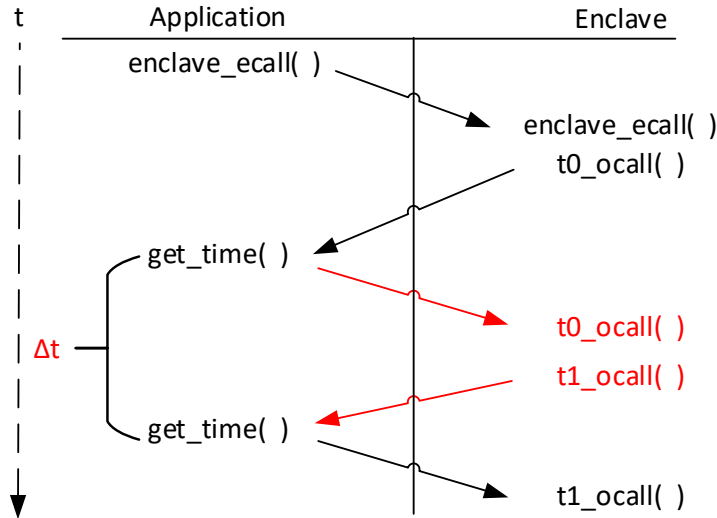 t Application Enclave
enclave_ecall( )
enclave_ecall( )
t0_ocall( )
get_time( )
t0_ocall( )
Δt
t1_ocall( )
get_time( )
t1_ocall( )